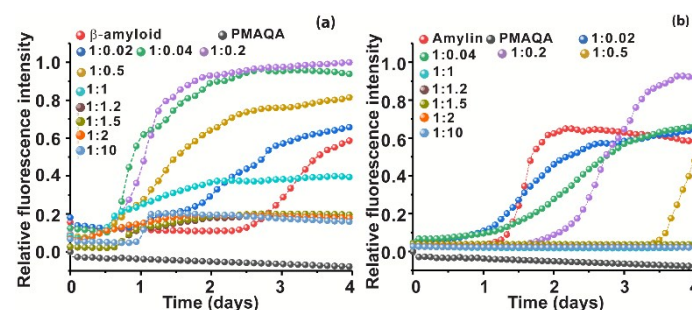 (a)
β-amyloid PMAQA
1:0.02 1:0.04 1:0.2
1:0.5
1:1
1:1.2
1:1.5
1:2
1:10
Relative fluorescence intensity
1.0
0.8
0.6
0.4
0.2
0.0
0 1 2 3 4
Time (days)
(b)
Amylin PMAQA 1:0.02
1:0.04 1:0.2 1:0.5
1:1
1:1.2
1:1.5
1:2
1:10
Relative fluorescence intensity
1.0
0.8
0.6
0.4
0.2
0.0
0 1 2 3 4
Time (days)